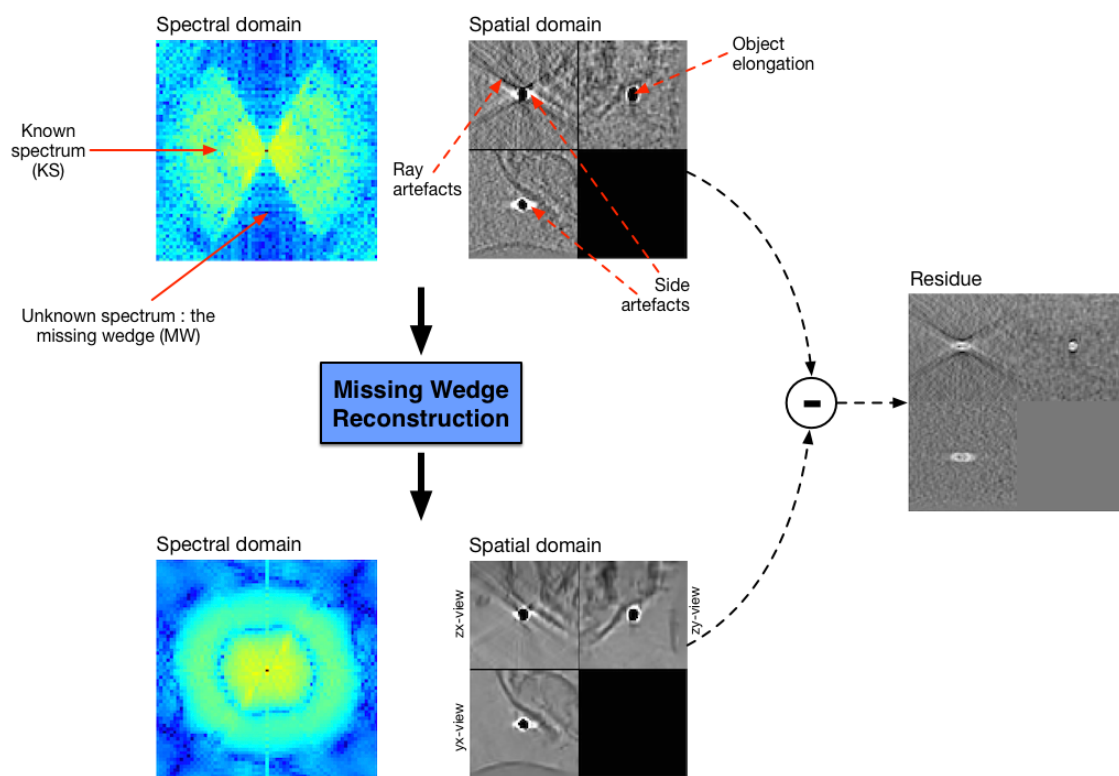 Spectral domain
Spatial domain
Object
elongation
Known
spectrum
(KS)
Ray
artefacts
Unknown spectrum : the
missing wedge (MW)
Side
artefacts
Residue
Missing Wedge
Reconstruction
Spectral domain
Spatial domain
zx-view
zy-view
yx-view